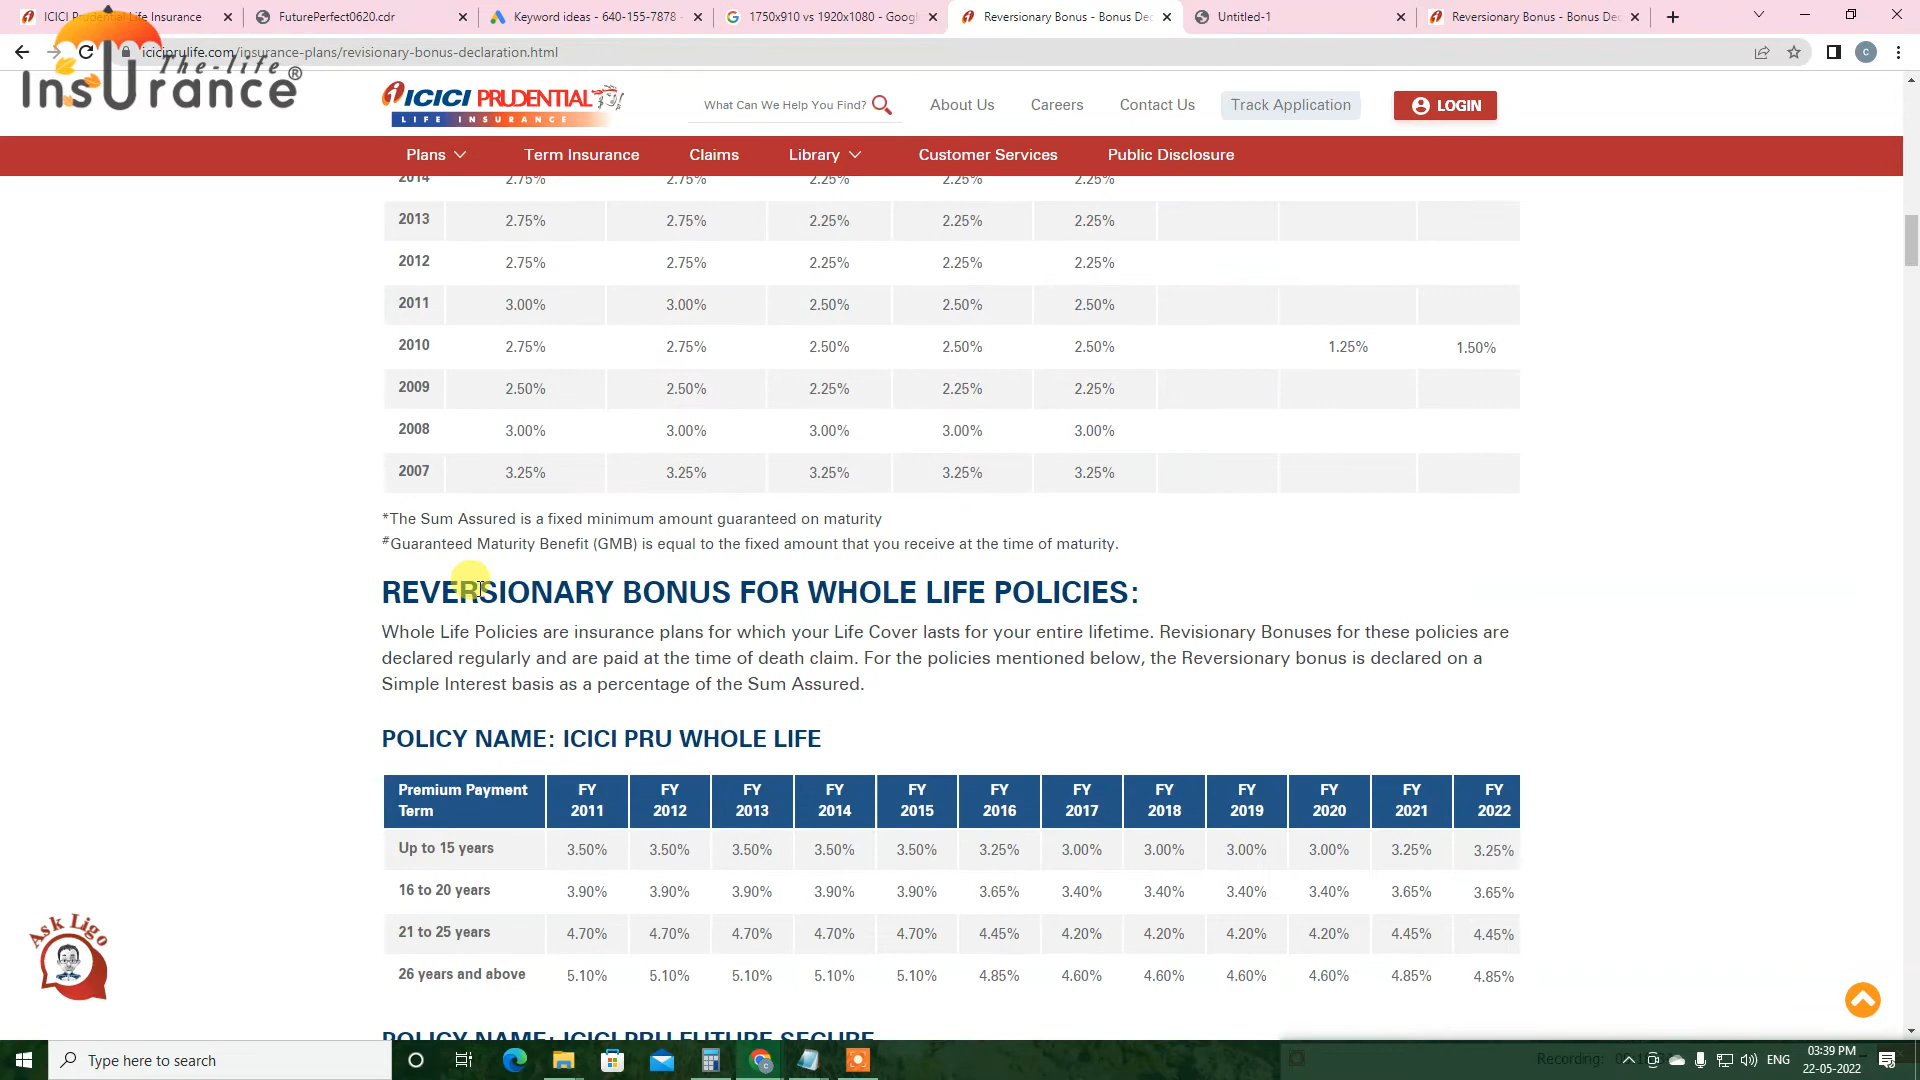 ICICI Prudential Life Insurance
FuturePerfect0620.cdr
Keyword ideas - 640-155-7878 -
1750x910 vs 1920x1080 - Googl
Reversionary Bonus - Bonus Dec
Untitled-1
Reversionary Bonus - Bonus Dec
iciciprulife.com/insurance-plans/revisionary-bonus-declaration.html
The-life
InsUrance®
ICICI PRUDENTIAL
LIFE INSURANCE
What Can We Help You Find?
About Us
Careers
Contact Us
Track Application
LOGIN
Plans
Term Insurance
Claims
Library
Customer Services
Public Disclosure
2014 2.75% 2.75% 2.25% 2.25% 2.25%
2013 2.75% 2.75% 2.25% 2.25% 2.25%
2012 2.75% 2.75% 2.25% 2.25% 2.25%
2011 3.00% 3.00% 2.50% 2.50% 2.50%
2010 2.75% 2.75% 2.50% 2.50% 2.50% 1.25% 1.50%
2009 2.50% 2.50% 2.25% 2.25% 2.25%
2008 3.00% 3.00% 3.00% 3.00% 3.00%
2007 3.25% 3.25% 3.25% 3.25% 3.25%
*The Sum Assured is a fixed minimum amount guaranteed on maturity
#Guaranteed Maturity Benefit (GMB) is equal to the fixed amount that you receive at the time of maturity.
REVERSIONARY BONUS FOR WHOLE LIFE POLICIES:
Whole Life Policies are insurance plans for which your Life Cover lasts for your entire lifetime. Revisionary Bonuses for these policies are
declared regularly and are paid at the time of death claim. For the policies mentioned below, the Reversionary bonus is declared on a
Simple Interest basis as a percentage of the Sum Assured.
POLICY NAME: ICICI PRU WHOLE LIFE
Premium Payment Term FY 2011 FY 2012 FY 2013 FY 2014 FY 2015 FY 2016 FY 2017 FY 2018 FY 2019 FY 2020 FY 2021 FY 2022
Up to 15 years 3.50% 3.50% 3.50% 3.50% 3.50% 3.25% 3.00% 3.00% 3.00% 3.00% 3.25% 3.25%
16 to 20 years 3.90% 3.90% 3.90% 3.90% 3.90% 3.65% 3.40% 3.40% 3.40% 3.40% 3.65% 3.65%
21 to 25 years 4.70% 4.70% 4.70% 4.70% 4.70% 4.45% 4.20% 4.20% 4.20% 4.20% 4.45% 4.45%
26 years and above 5.10% 5.10% 5.10% 5.10% 5.10% 4.85% 4.60% 4.60% 4.60% 4.60% 4.85% 4.85%
Ask Ligo
POLICY NAME: ICICI PRU FUTURE SECURE
Type here to search
Recording:
ENG
03:39 PM
22-05-2022